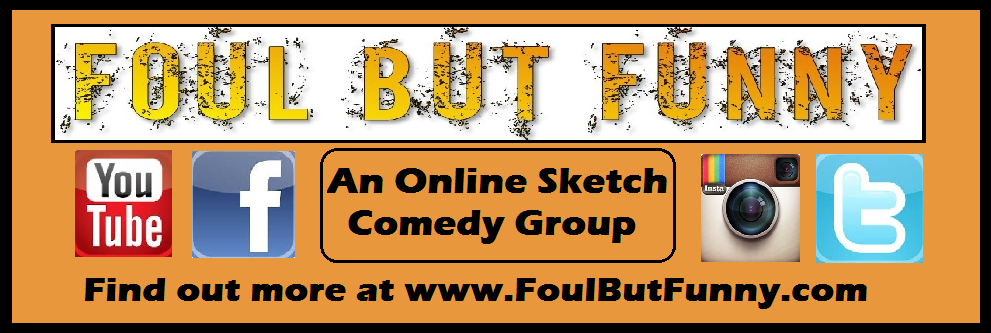 FOUL BUT FUNNY
You
Tube
f
An Online Sketch
Comedy Group
Insta
t
Find out more at www.FoulButFunny.com